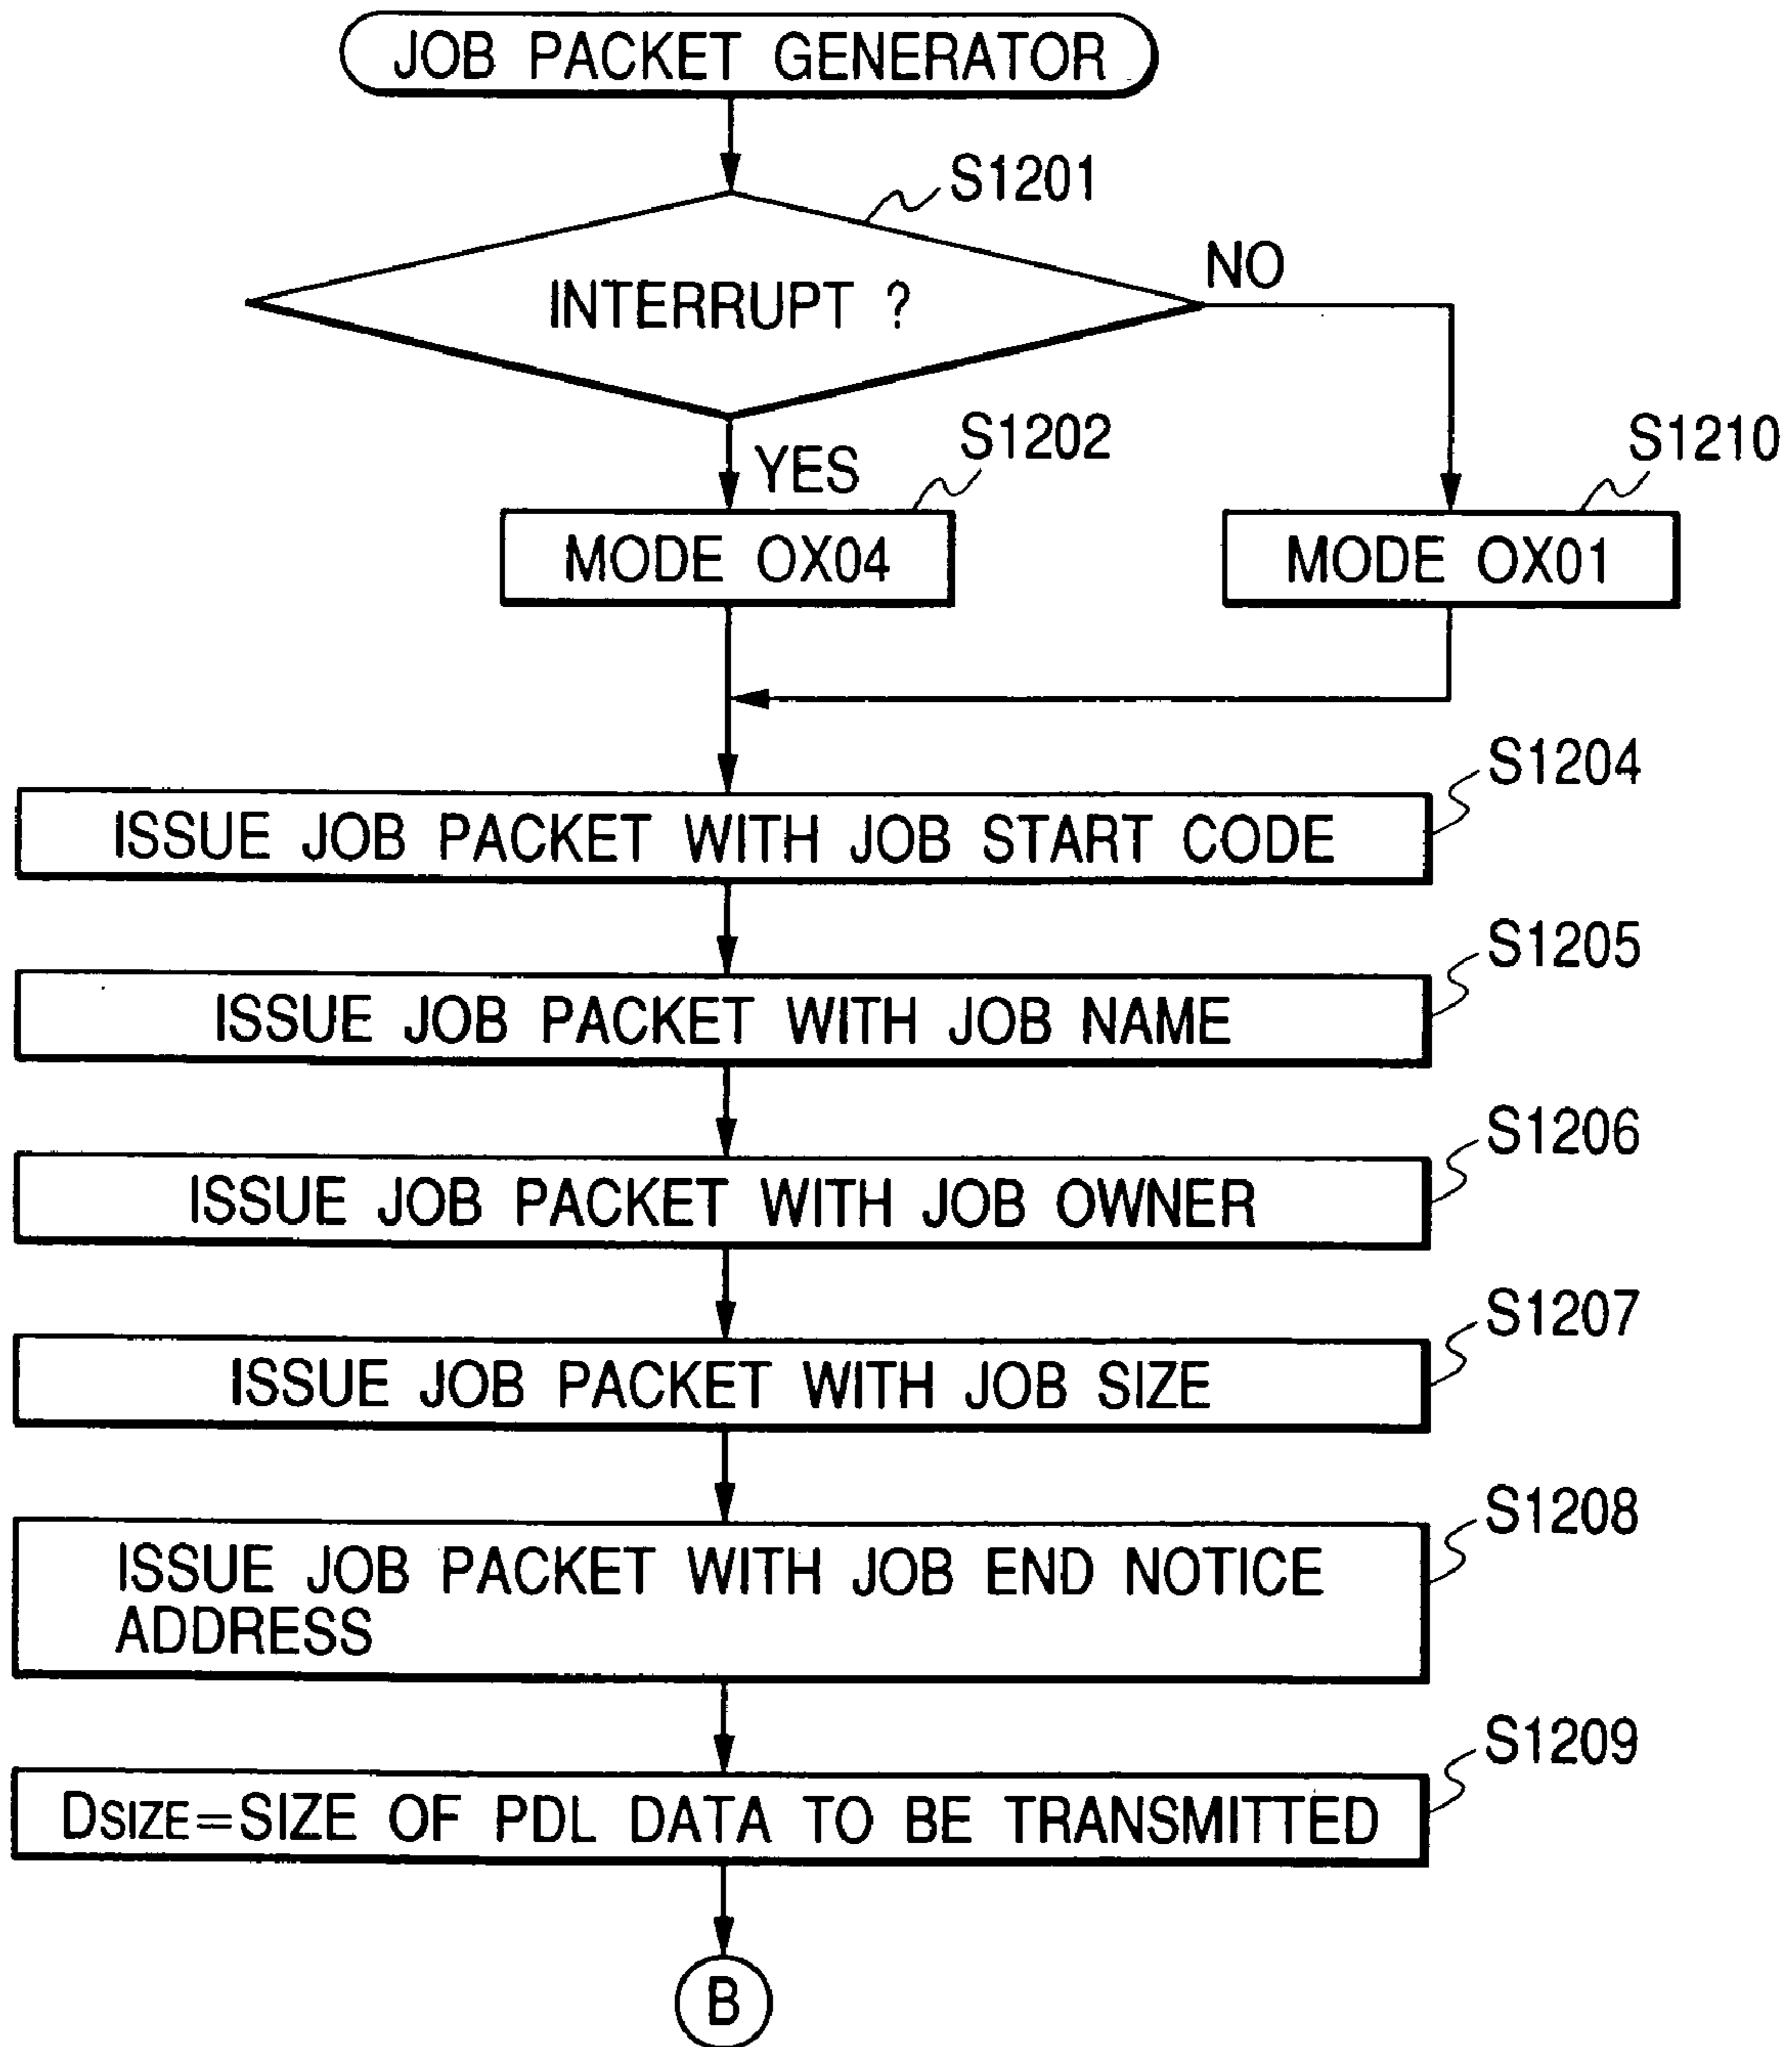 JOB PACKET GENERATOR
S1201
INTERRUPT ?
NO
YES
S1202
S1210
MODE OX04
MODE OX01
S1204
ISSUE JOB PACKET WITH JOB START CODE
S1205
ISSUE JOB PACKET WITH JOB NAME
S1206
ISSUE JOB PACKET WITH JOB OWNER
S1207
ISSUE JOB PACKET WITH JOB SIZE
S1208
ISSUE JOB PACKET WITH JOB END NOTICE
ADDRESS
S1209
DSIZE=SIZE OF PDL DATA TO BE TRANSMITTED
B